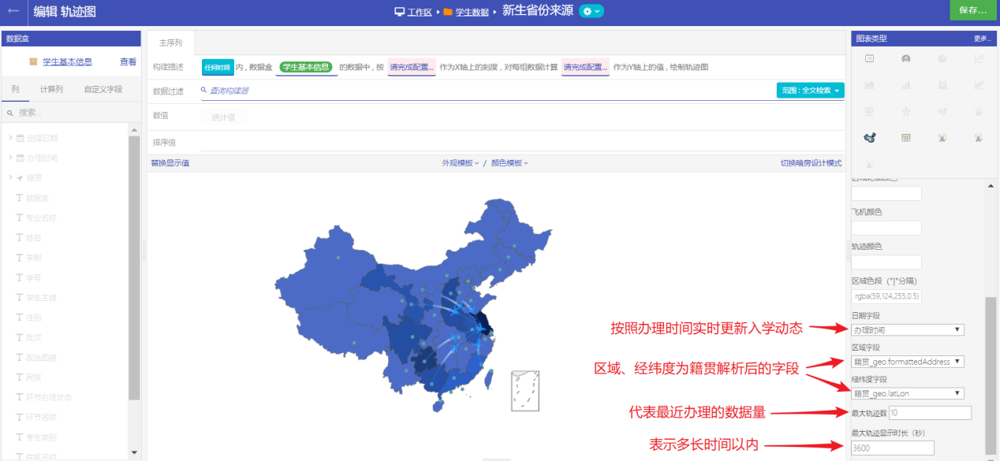 ← 编辑 轨迹图
工作区 ▸ 学生数据 ▸ 新生省份来源
保存...
数据盒
学生基本信息 查看
列 计算列 自定义字段
搜索...
创建日期
办理时间
籍贯
T 数据盒
T 专业名称
T 姓名
T 学制
T 学号
T 学生主键
T 性别
T 批次
T 政治面貌
T 民族
T 环节办理状态
T 环节名称
T 考生类别
T 院系名称
主序列
构建描述 任何时间 内 , 数据盒 学生基本信息 的数据中 , 按 请完成配置... 作为X轴上的刻度 , 对每组数据计算 请完成配置... 作为Y轴上的值 , 绘制轨迹图
数据过滤 查询构建器 范围 : 全文检索
数值 统计值
排序值
替换显示值 外观模板 / 颜色模板 切换暗房设计模式
按照办理时间实时更新入学动态
区域、经纬度为籍贯解析后的字段
代表最近办理的数据量
表示多长时间以内
图表类型 更多...
区域轮廓颜色
飞机颜色
轨迹颜色
区域色段（"|"分隔）
rgba(59,124,255,0.5)
日期字段
办理时间
区域字段
籍贯_geo.formattedAddress
经纬度字段
籍贯_geo.latLon
最大轨迹数 10
最大轨迹显示时长（秒）
3600